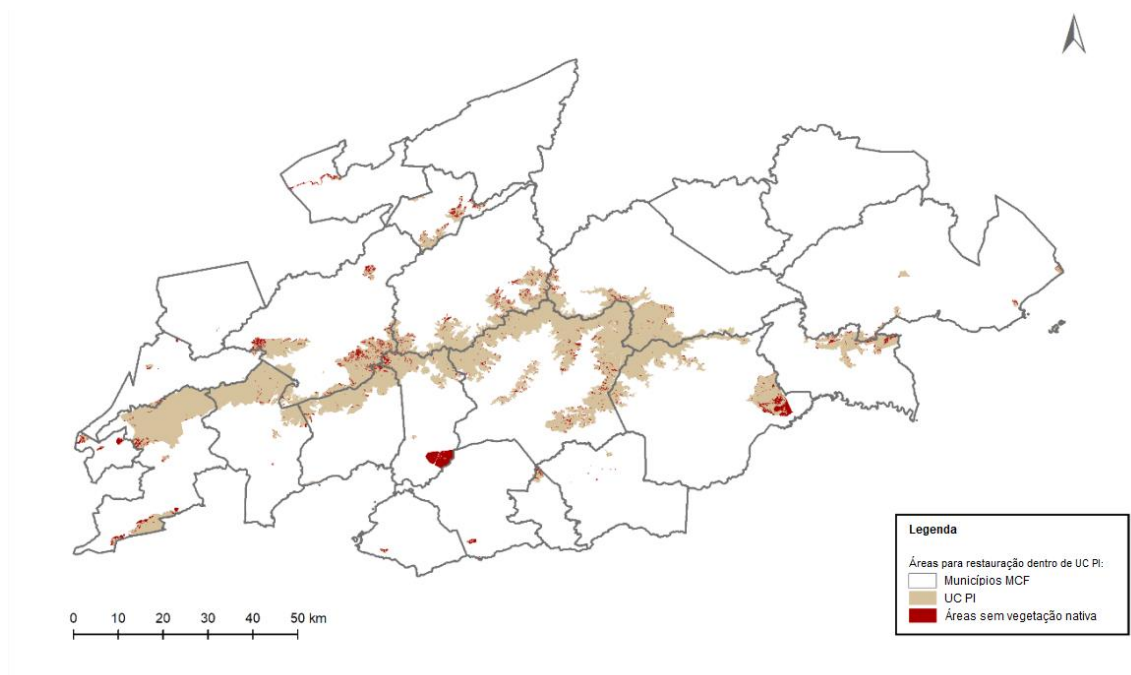 Legenda
Áreas para restauração dentro de UC PI:
Municípios MCF
UC PI
Áreas sem vegetação nativa
0 10 20 30 40 50 km